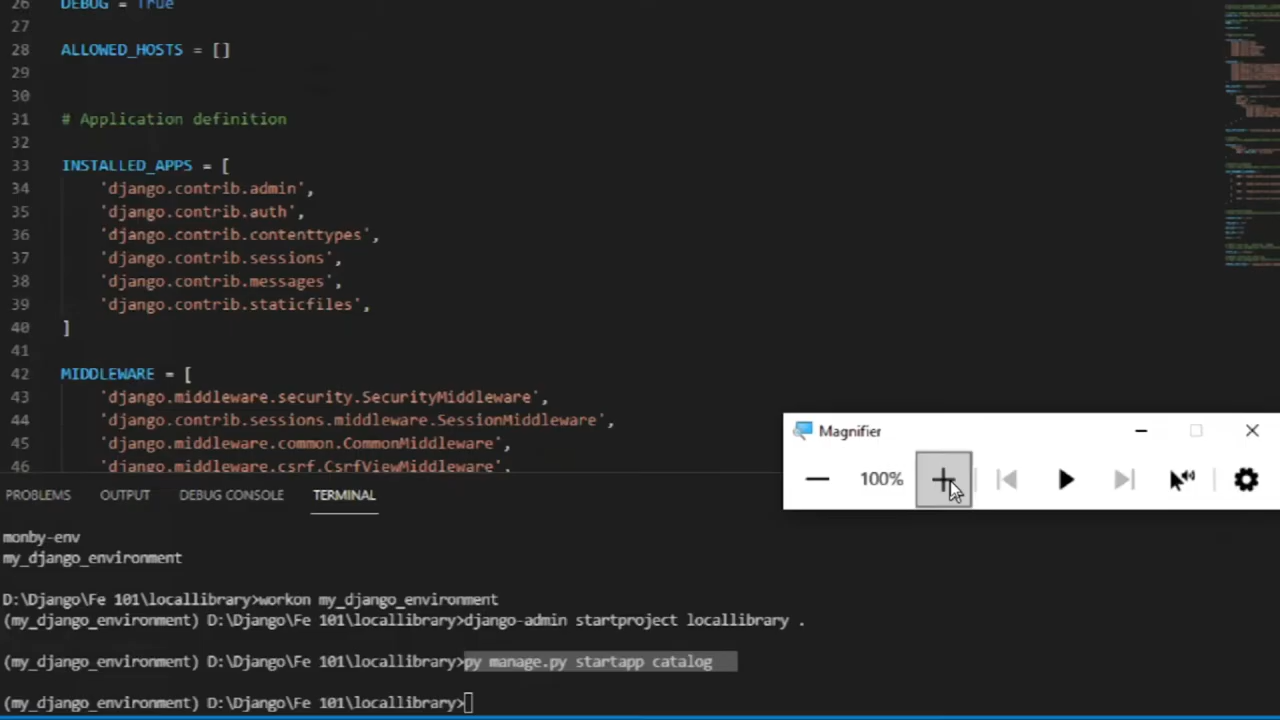 26 DEBUG = True
27
28 ALLOWED_HOSTS = []
29
30
31 # Application definition
32
33 INSTALLED_APPS = [
34 'django.contrib.admin',
35 'django.contrib.auth',
36 'django.contrib.contenttypes',
37 'django.contrib.sessions',
38 'django.contrib.messages',
39 'django.contrib.staticfiles',
40 ]
41
42 MIDDLEWARE = [
43 'django.middleware.security.SecurityMiddleware',
44 'django.contrib.sessions.middleware.SessionMiddleware',
45 'django.middleware.common.CommonMiddleware',
46 'django.middleware.csrf.CsrfViewMiddleware',
Magnifier
100%
PROBLEMS OUTPUT DEBUG CONSOLE TERMINAL
monby-env
my_django_environment
D:\Django\Fe 101\locallibrary>workon my_django_environment
(my_django_environment) D:\Django\Fe 101\locallibrary>django-admin startproject locallibrary .
(my_django_environment) D:\Django\Fe 101\locallibrary>py manage.py startapp catalog
(my_django_environment) D:\Django\Fe 101\locallibrary>